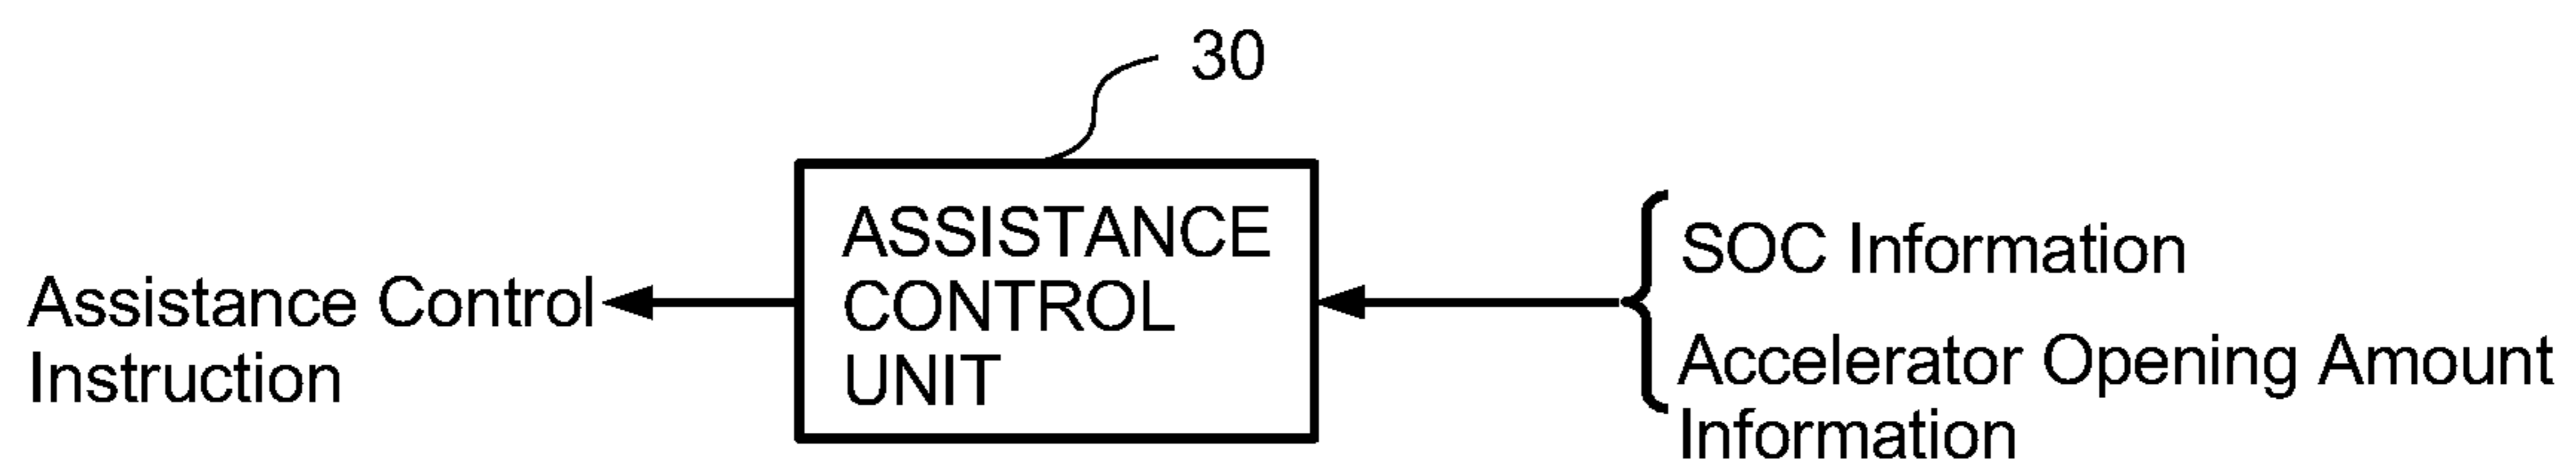 30
ASSISTANCE
CONTROL
UNIT
Assistance Control
Instruction
SOC Information
Accelerator Opening Amount
Information